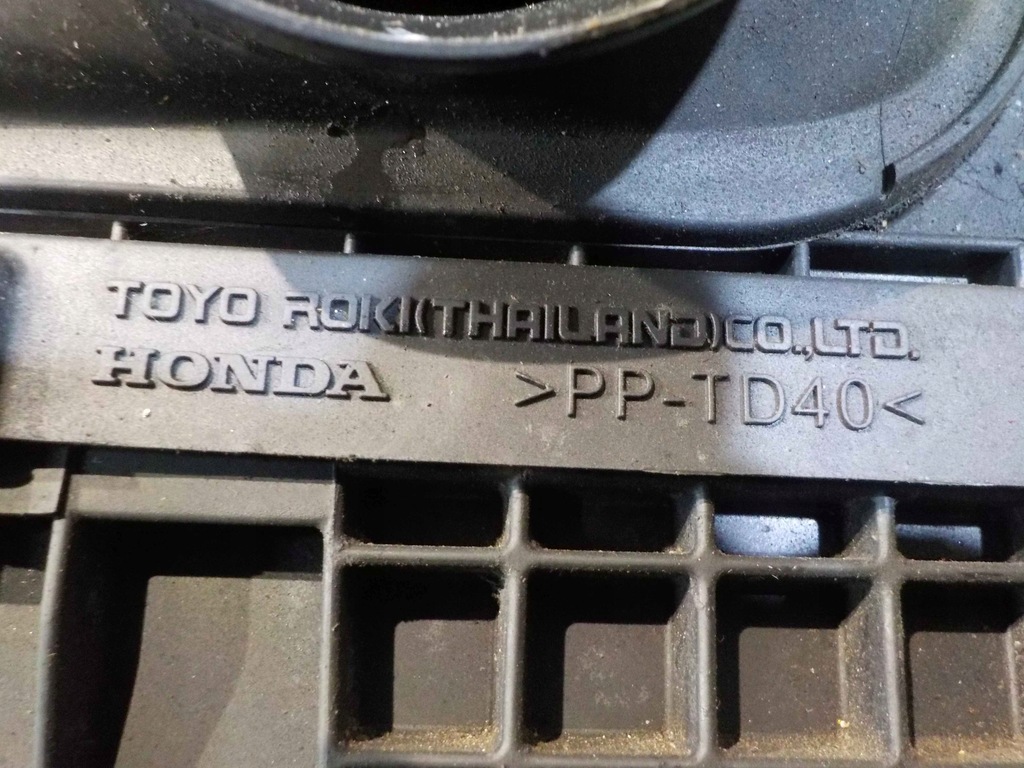 TOYO ROKI(THAILAND)CO.,LTD.
HONDA >PP-TD40<